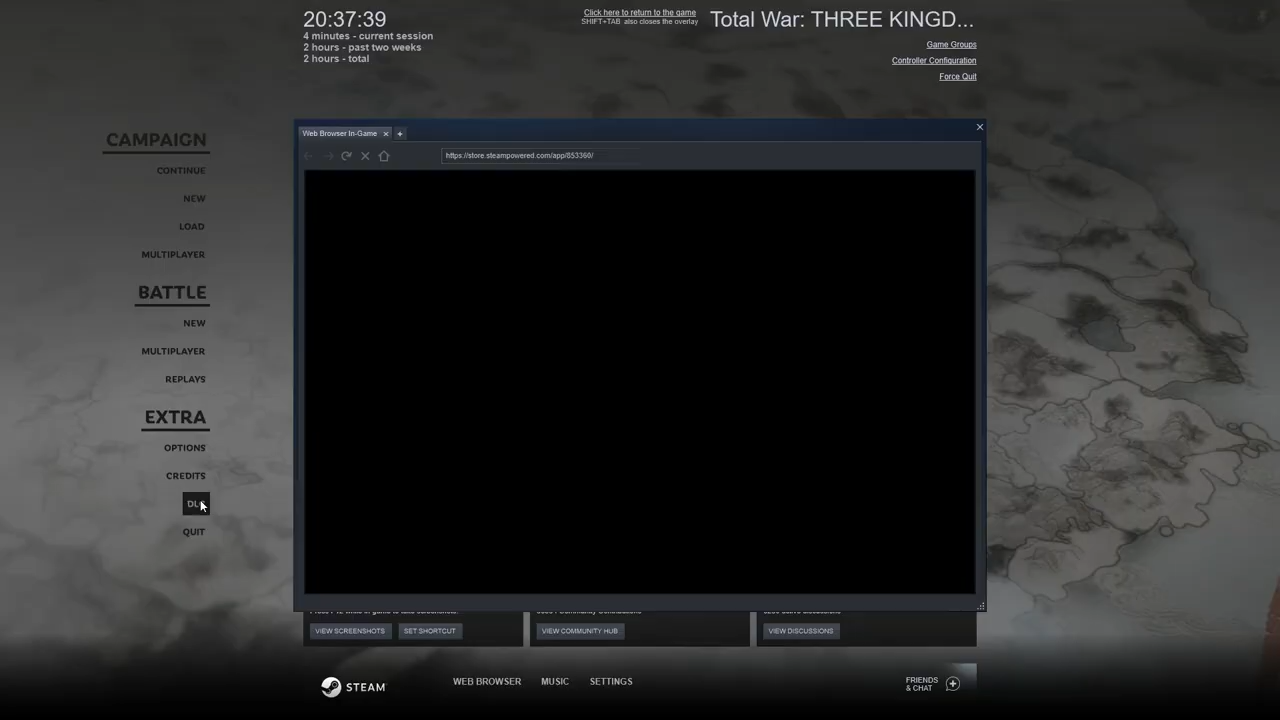 20:37:39
4 minutes - current session
2 hours - past two weeks
2 hours - total
Click here to return to the game
SHIFT+TAB also closes the overlay
Total War: THREE KINGD...
Game Groups
Controller Configuration
Force Quit
Web Browser In-Game
https://store.steampowered.com/app/853360/
CAMPAIGN
CONTINUE
NEW
LOAD
MULTIPLAYER
BATTLE
NEW
MULTIPLAYER
REPLAYS
EXTRA
OPTIONS
CREDITS
QUIT
VIEW SCREENSHOTS
SET SHORTCUT
VIEW COMMUNITY HUB
VIEW DISCUSSIONS
STEAM
WEB BROWSER
MUSIC
SETTINGS
FRIENDS
& CHAT